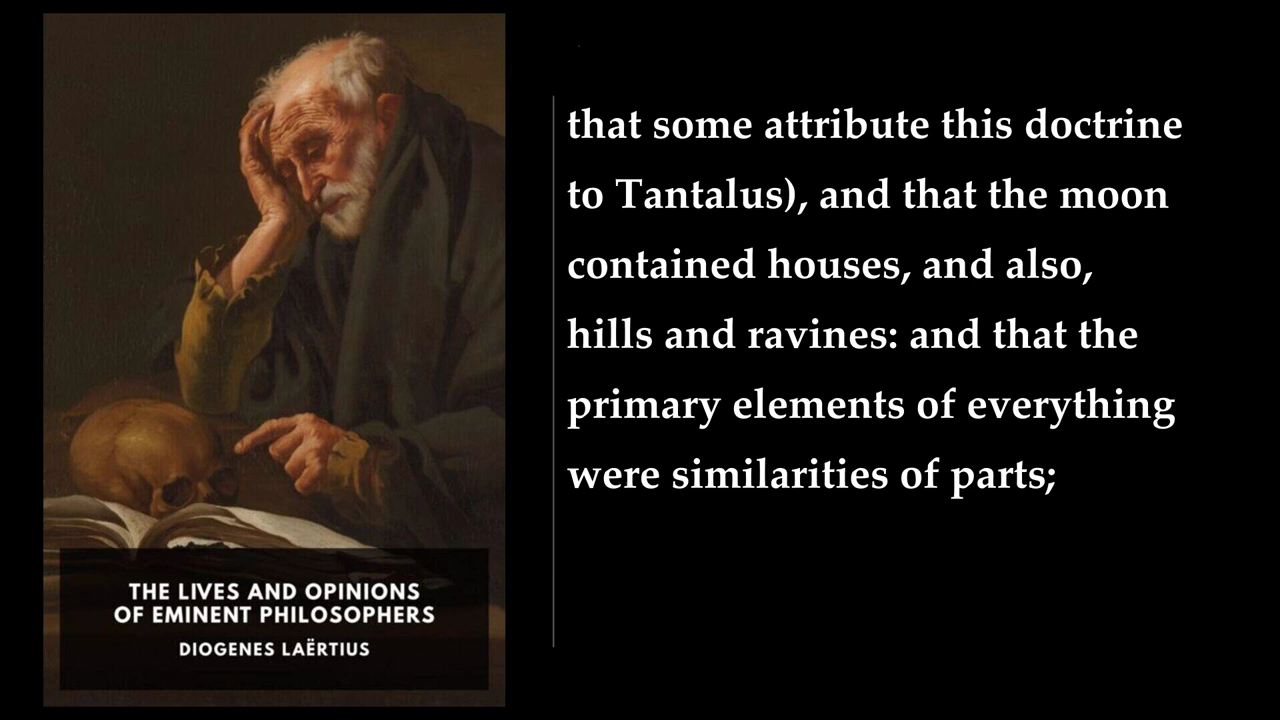 that some attribute this doctrine
to Tantalus), and that the moon
contained houses, and also,
hills and ravines: and that the
primary elements of everything
were similarities of parts;
THE LIVES AND OPINIONS
OF EMINENT PHILOSOPHERS
DIOGENES LAËRTIUS